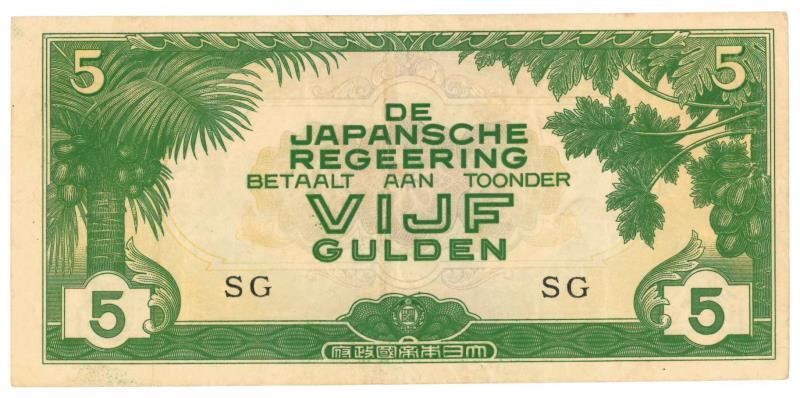 5
5
DE
JAPANSCHE
REGEERING
BETAALT AAN TOONDER
VIJF
GULDEN
SG
SG
5
5
大日本帝國政府